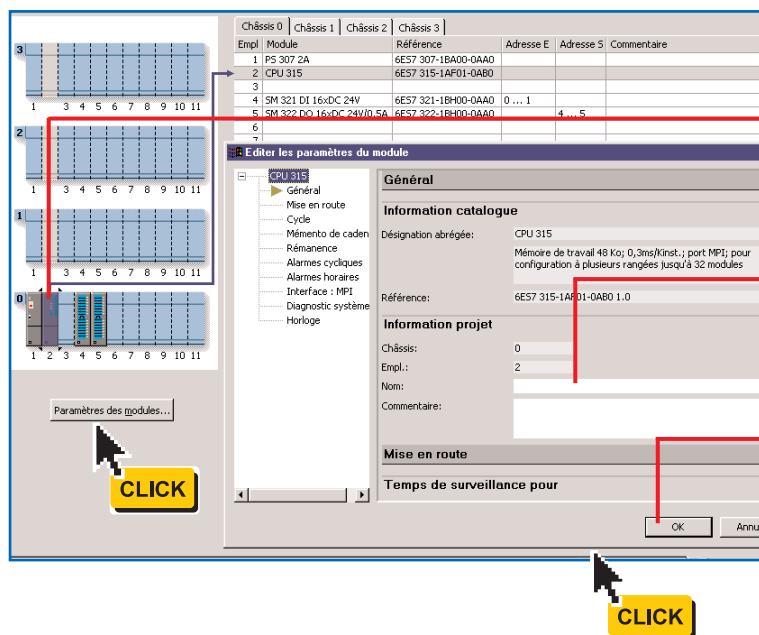 Châssis 0 Châssis 1 Châssis 2 Châssis 3
Empl Module Référence Adresse E Adresse S Commentaire
1 PS 307 2A 6ES7 307-1BA00-0AA0
2 CPU 315 6ES7 315-1AF01-0AB0
3
4 SM 321 DI 16xDC 24V 6ES7 321-1BH00-0AA0 0 ... 1
5 SM 322 DO 16xDC 24V/0.5A 6ES7 322-1BH00-0AA0 4 ... 5
6
7
3
1 3 4 5 6 7 8 9 10 11
2
1 3 4 5 6 7 8 9 10 11
1
1 3 4 5 6 7 8 9 10 11
0
1 2 3 4 5 6 7 8 9 10 11
Paramètres des modules...
CLICK
Editer les paramètres du module
CPU 315
Général
Mise en route
Cycle
Mémento de caden
Rémanence
Alarmes cycliques
Alarmes horaires
Interface : MPI
Diagnostic système
Horloge
Général
Information catalogue
Désignation abrégée: CPU 315
Mémoire de travail 48 Ko; 0,3ms/Kinst.; port MPI; pour
configuration à plusieurs rangées jusqu'à 32 modules
Référence: 6ES7 315-1AF01-0AB0 1.0
Information projet
Châssis: 0
Empl.: 2
Nom:
Commentaire:
Mise en route
Temps de surveillance pour
OK Annu
CLICK